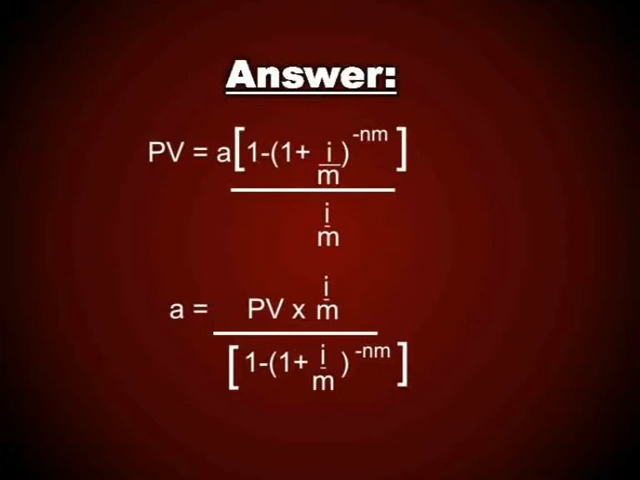 Answer:
PV = a[1-(1+ i/m)^-nm]
i/m
a = PV x i/m
[1-(1+ i/m)^-nm]